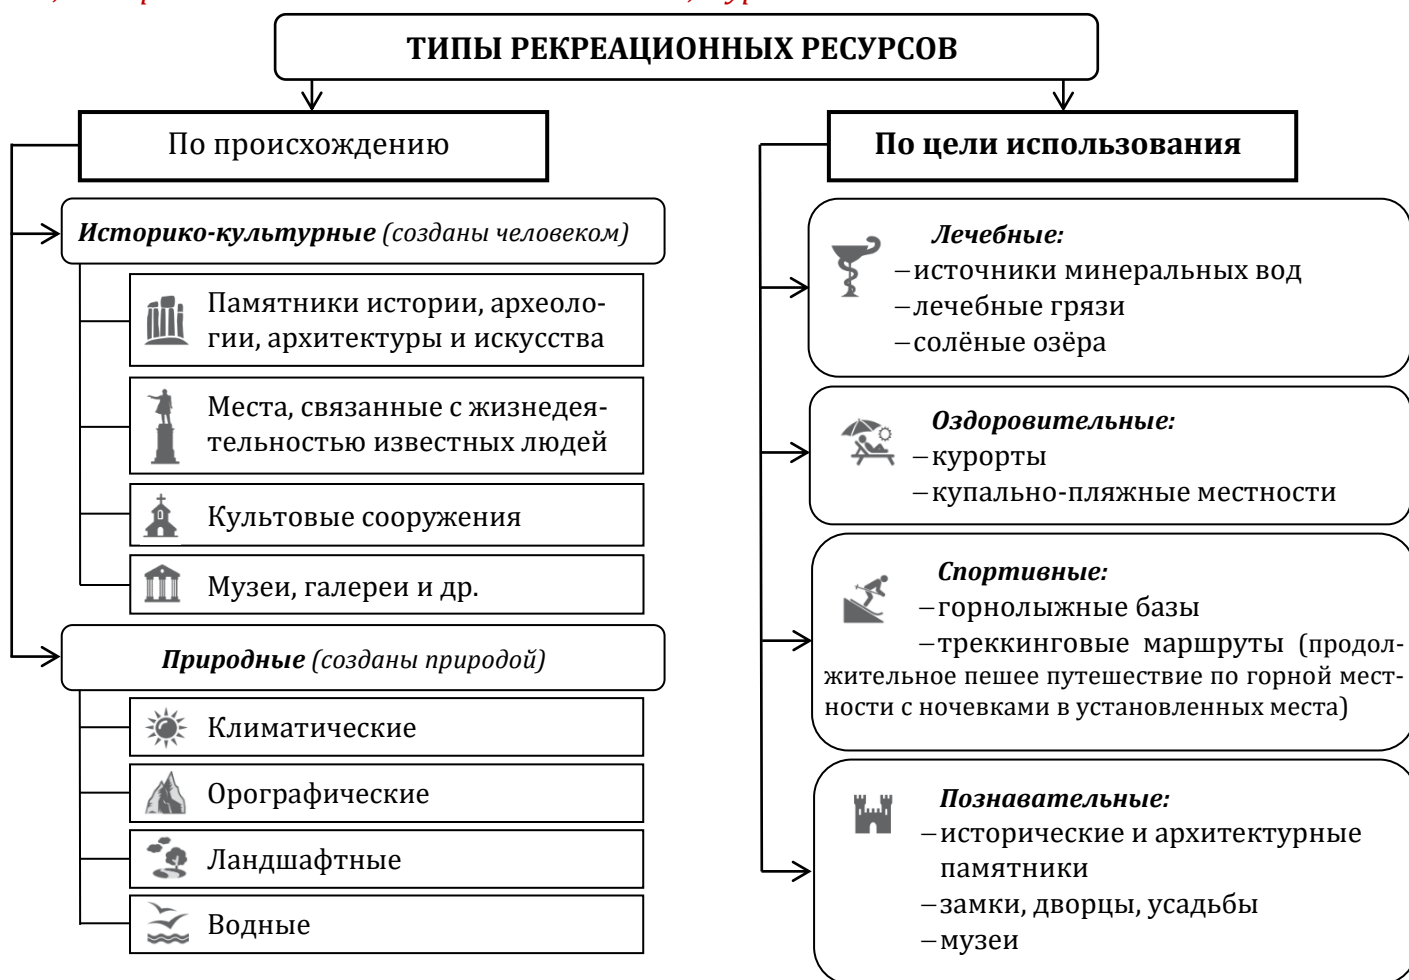 ТИПЫ РЕКРЕАЦИОННЫХ РЕСУРСОВ
По происхождению
Историко-культурные (созданы человеком)
Памятники истории, археоло-
гии, архитектуры и искусства
Места, связанные с жизнедея-
тельностью известных людей
Культовые сооружения
Музеи, галереи и др.
Природные (созданы природой)
Климатические
Орографические
Ландшафтные
Водные
По цели использования
Лечебные:
–источники минеральных вод
–лечебные грязи
–солёные озёра
Оздоровительные:
–курорты
–купально-пляжные местности
Спортивные:
–горнолыжные базы
–треккинговые маршруты (продол-
жительное пешее путешествие по горной мест-
ности с ночевками в установленных места)
Познавательные:
–исторические и архитектурные
памятники
–замки, дворцы, усадьбы
–музеи